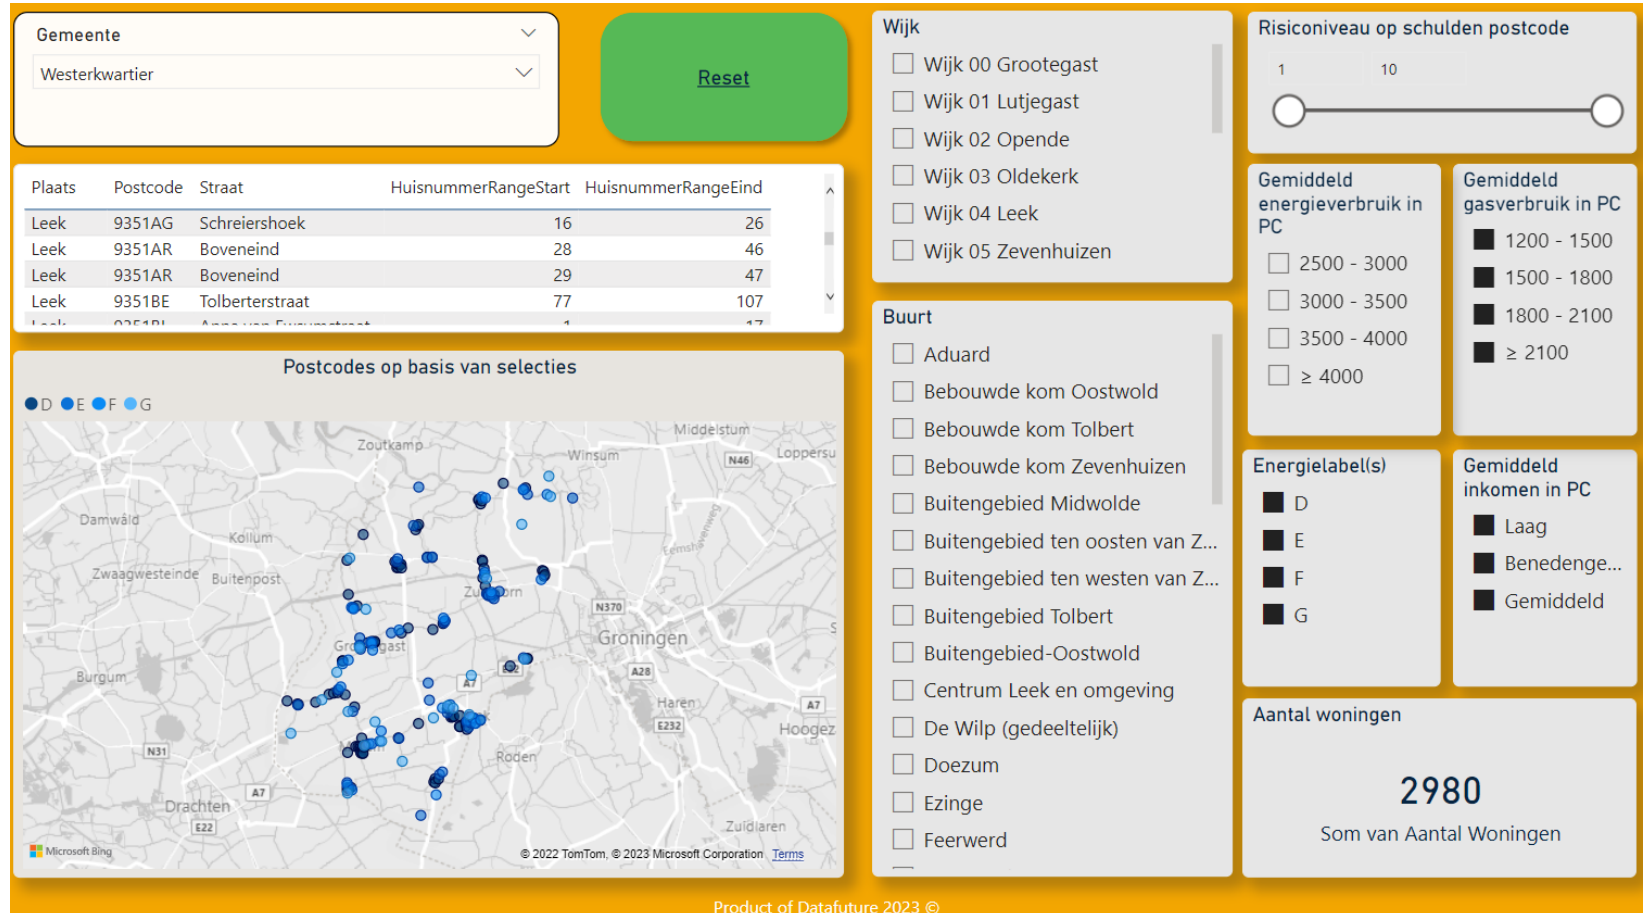 Gemeente
Westerkwartier
Reset
Plaats Postcode Straat HuisnummerRangeStart HuisnummerRangeEind
Leek 9351AG Schreiershoek 16 26
Leek 9351AR Boveneind 28 46
Leek 9351AR Boveneind 29 47
Leek 9351BE Tolberterstraat 77 107
Postcodes op basis van selecties
D E F G
Middelstum
Zoutkamp
Winsum
N46
Loppersu
Damwâld
Kollum
Eemshavenweg
Zwaagwesteinde
Buitenpost
N370
Groningen
A28
Burgum
A7
Haren
A7
E232
Hoogez
N31
Roden
A7
Drachten
E22
Zuidlaren
Microsoft Bing
© 2022 TomTom, © 2023 Microsoft Corporation Terms
Wijk
Wijk 00 Grootegast
Wijk 01 Lutjegast
Wijk 02 Opende
Wijk 03 Oldekerk
Wijk 04 Leek
Wijk 05 Zevenhuizen
Buurt
Aduard
Bebouwde kom Oostwold
Bebouwde kom Tolbert
Bebouwde kom Zevenhuizen
Buitengebied Midwolde
Buitengebied ten oosten van Z...
Buitengebied ten westen van Z...
Buitengebied Tolbert
Buitengebied-Oostwold
Centrum Leek en omgeving
De Wilp (gedeeltelijk)
Doezum
Ezinge
Feerwerd
Risiconiveau op schulden postcode
1 10
Gemiddeld
energieverbruik in
PC
2500 - 3000
3000 - 3500
3500 - 4000
≥ 4000
Gemiddeld
gasverbruik in PC
1200 - 1500
1500 - 1800
1800 - 2100
≥ 2100
Energielabel(s)
D
E
F
G
Gemiddeld
inkomen in PC
Laag
Benedenge...
Gemiddeld
Aantal woningen
2980
Som van Aantal Woningen
Product of Datafuture 2023 ©